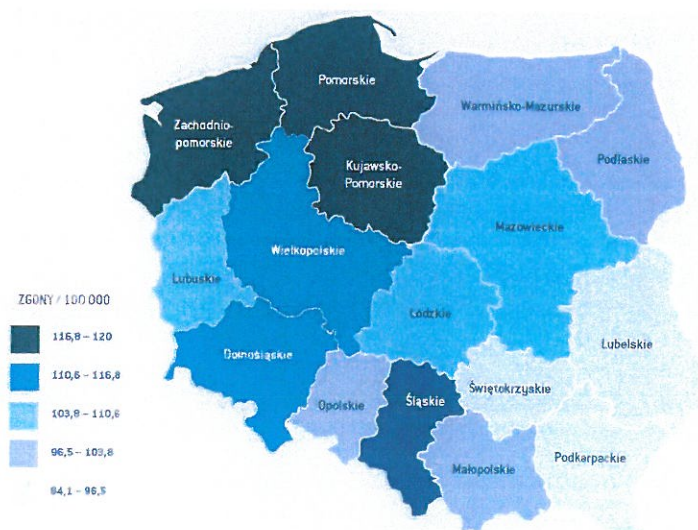 Pomorskie
Warmińsko-Mazurskie
Zachodnio-
pomorskie
Podlaskie
Kujawsko-
Pomorskie
Mazowieckie
Wielkopolskie
Lubuskie
ZGONY / 100 000
Łódzkie
116,8 – 120
Lubelskie
Dolnośląskie
110,6 – 116,8
Świętokrzyskie
Opolskie
Śląskie
103,8 – 110,6
Podkarpackie
96,5 – 103,8
Małopolskie
84,1 – 96,5